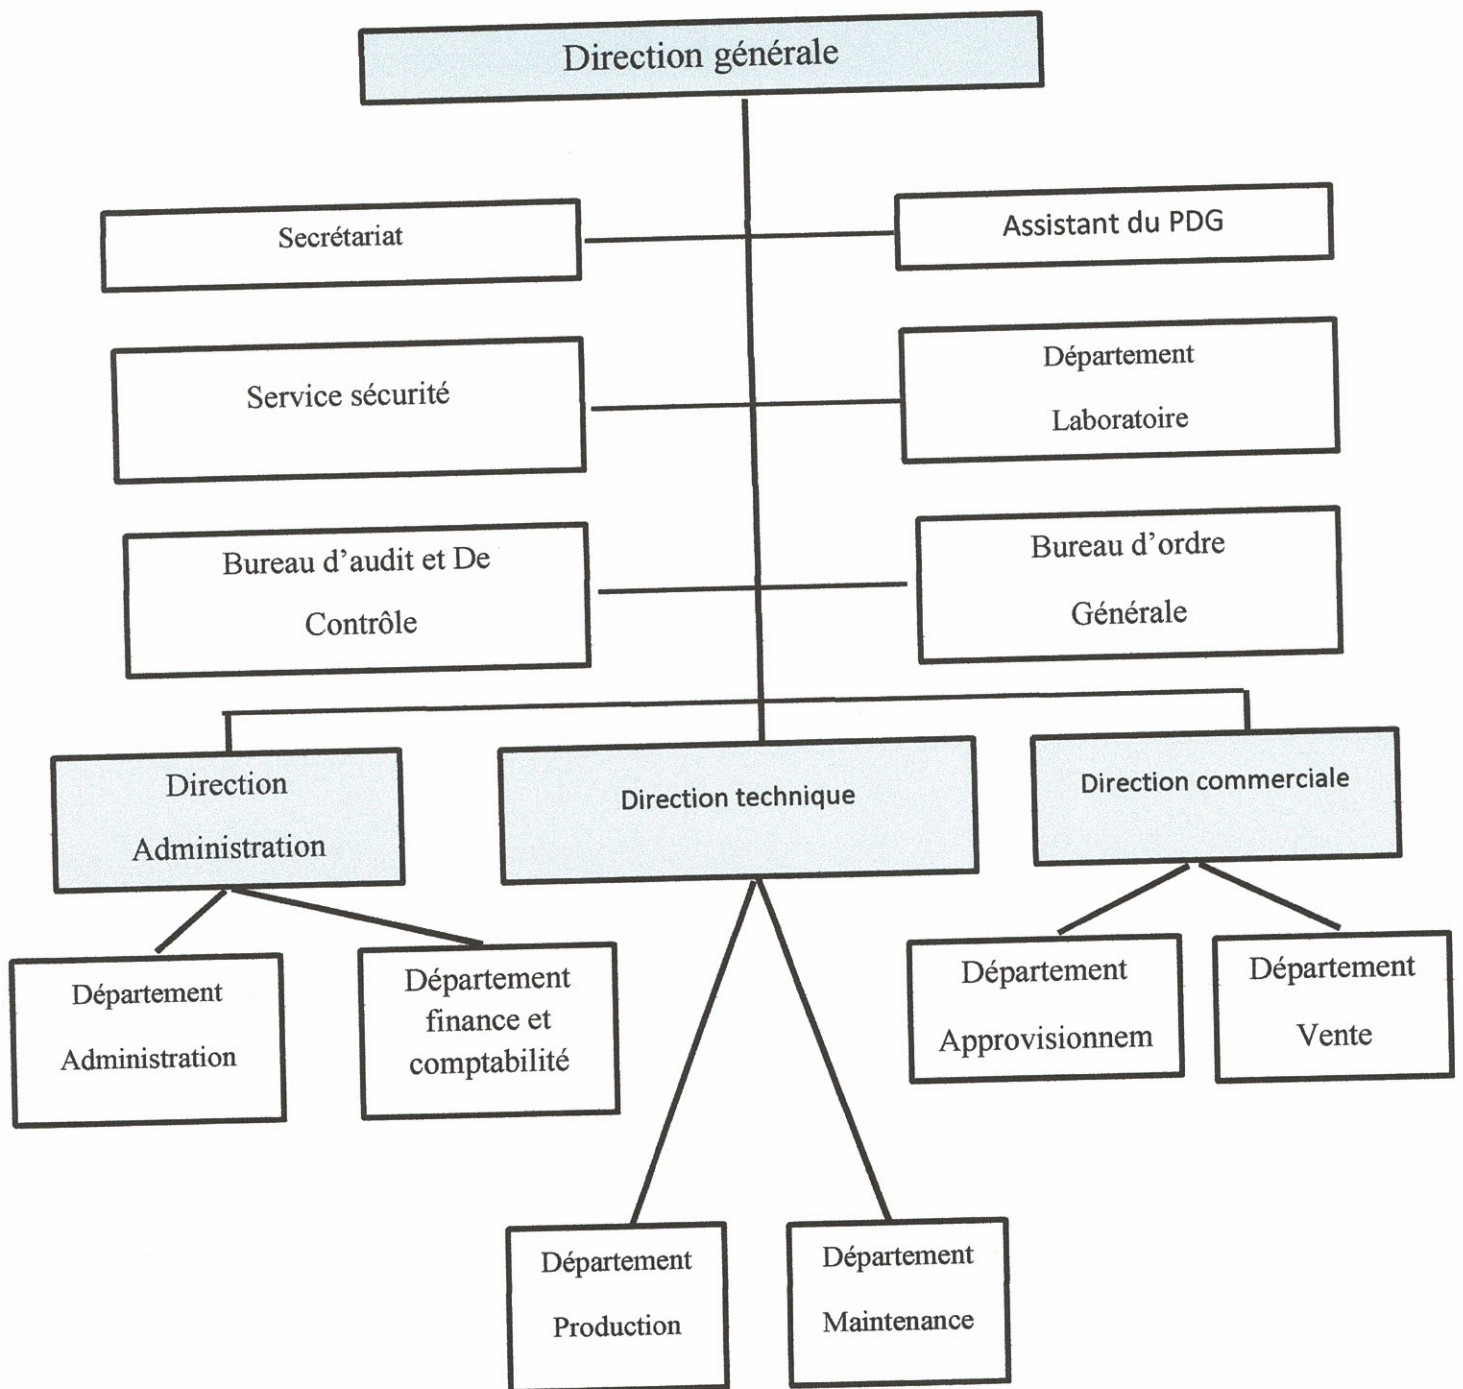 Direction générale
Secrétariat
Assistant du PDG
Service sécurité
Département
Laboratoire
Bureau d’audit et De
Contrôle
Bureau d’ordre
Générale
Direction
Administration
Direction technique
Direction commerciale
Département
Administration
Département
finance et
comptabilité
Département
Approvisionnem
Département
Vente
Département
Production
Département
Maintenance